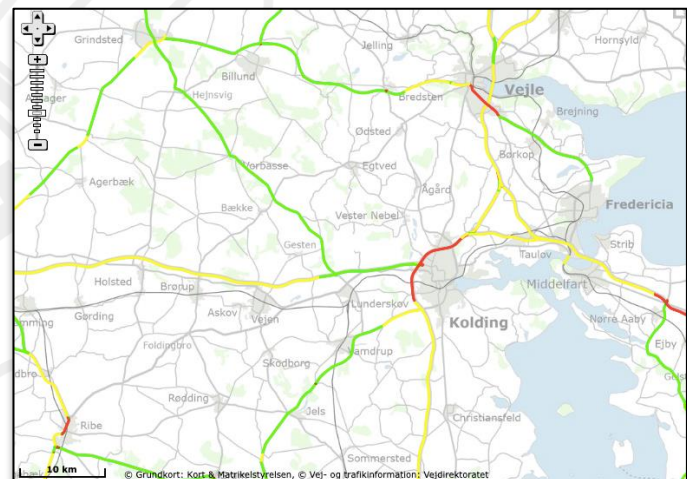 Grindsted
Jelling
Hornsyld
Billund
Hejnsvig
Bredsten
Vejle
Brejning
Ødsted
Børkop
Vorbasse
Egtved
Agerbæk
Ågård
Fredericia
Bække
Vester Nebel
Gesten
Strib
Taulov
Holsted
Brørup
Middelfart
Lunderskov
Gørding
Askov
Vejen
Nørre Aaby
Kolding
Foldingbro
Vamdrup
Ejby
Skodborg
Rødding
Jels
Christiansfeld
Ribe
Sommersted
10 km
© Grundkort: Kort & Matrikelstyrelsen, © Vej- og trafikinformation: Vejdirektoratet